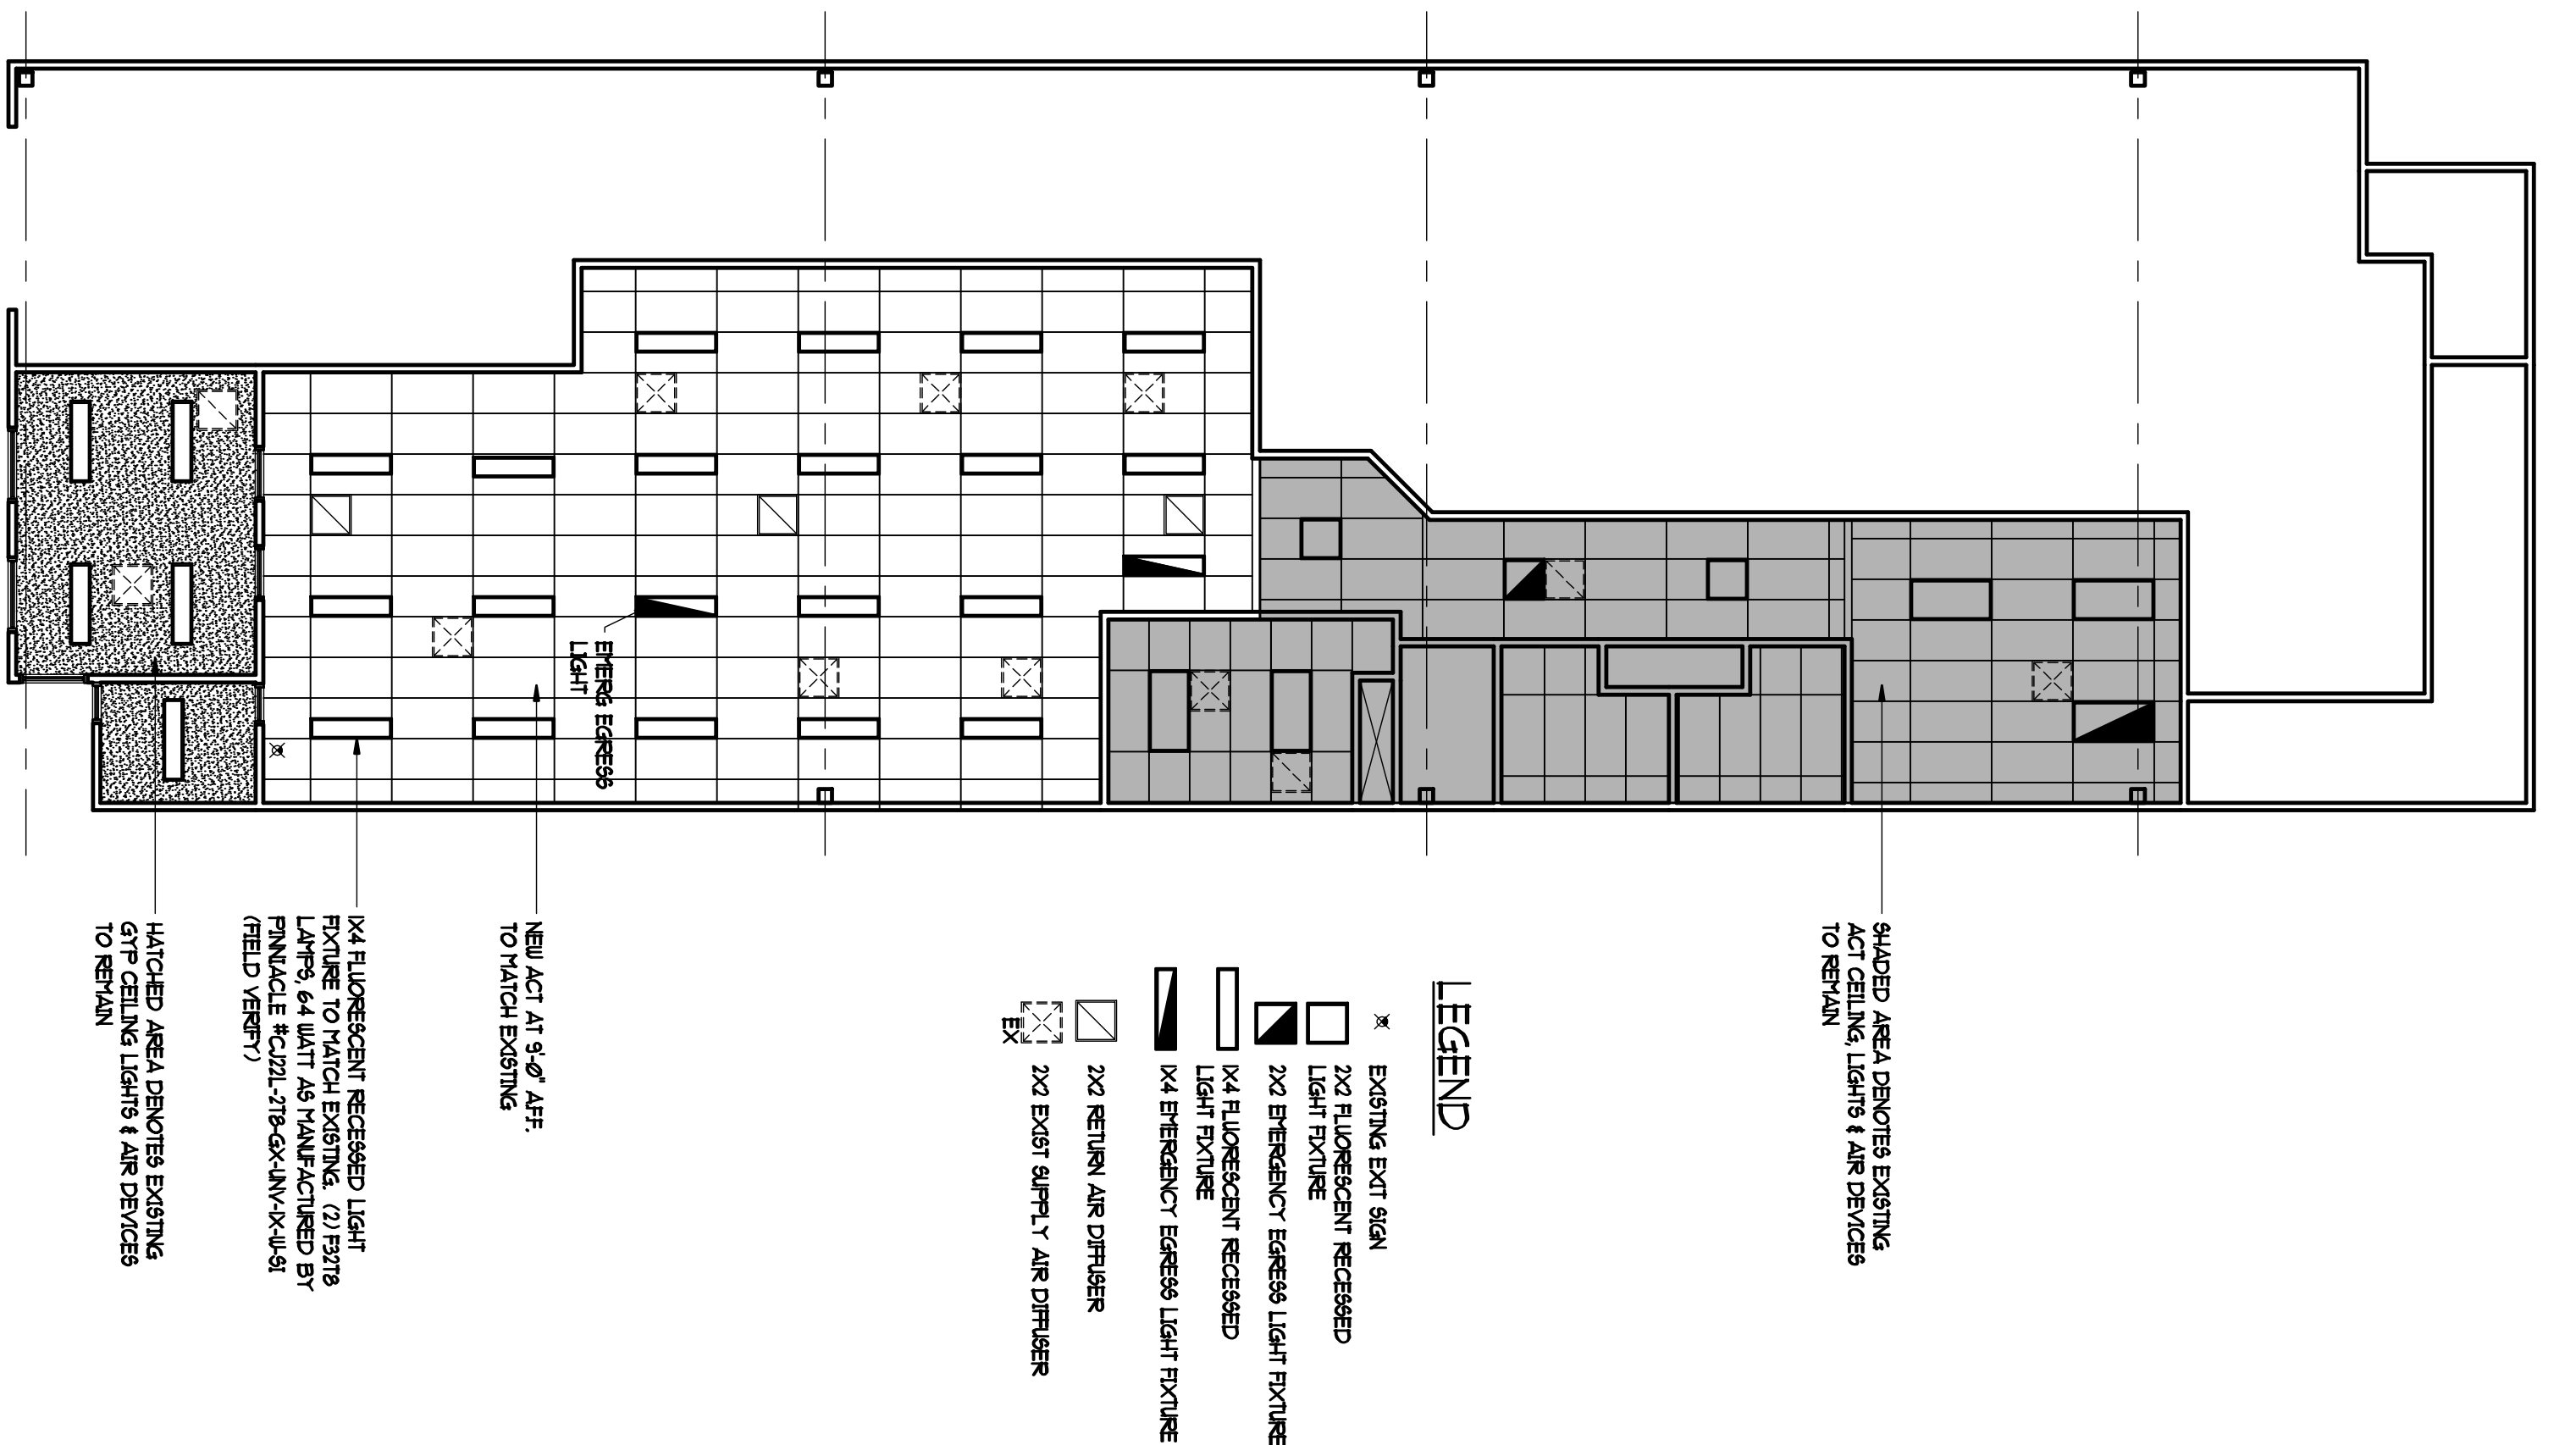 EMERG EGRESS
LIGHT
SHADED AREA DENOTES EXISTING
ACT CEILING, LIGHTS & AIR DEVICES
TO REMAIN
LEGEND
EXISTING EXIT SIGN
2X2 FLUORESCENT RECESSED
LIGHT FIXTURE
2X2 EMERGENCY EGRESS LIGHT FIXTURE
1X4 FLUORESCENT RECESSED
LIGHT FIXTURE
1X4 EMERGENCY EGRESS LIGHT FIXTURE
2X2 RETURN AIR DIFFUSER
2X2 EXIST SUPPLY AIR DIFFUSER
EX
NEW ACT AT 9'-0" A.F.F.
TO MATCH EXISTING
1X4 FLUORESCENT RECESSED LIGHT
FIXTURE TO MATCH EXISTING. (2) F32T8
LAMPS, 64 WATT AS MANUFACTURED BY
PINNIACLE #CJ22L-2T8-GX-UNV-1X-W-S1
(FIELD VERIFY)
HATCHED AREA DENOTES EXISTING
GYP CEILING, LIGHTS & AIR DEVICES
TO REMAIN